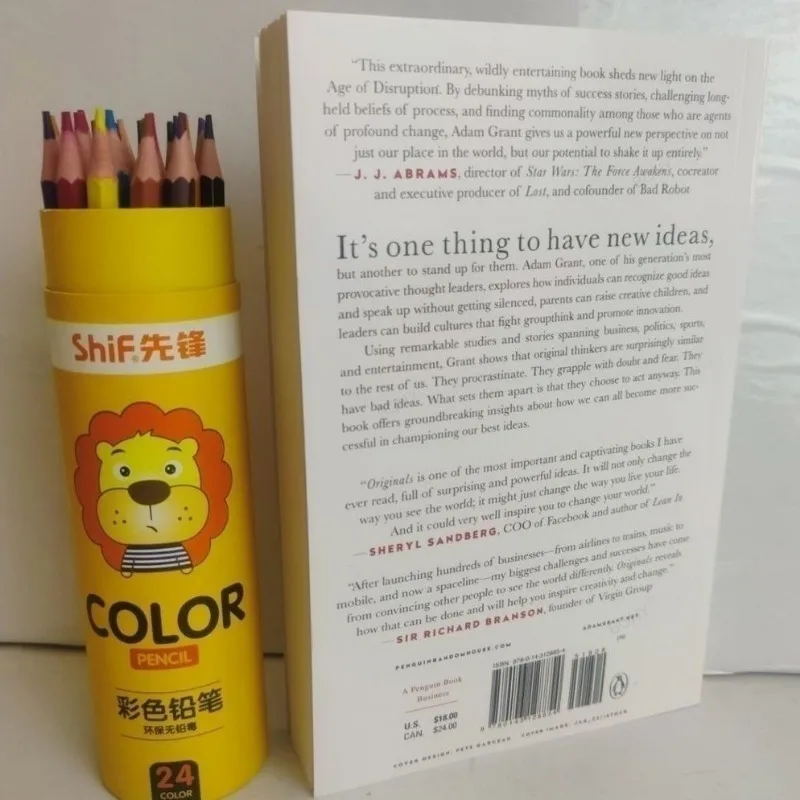 ShiF 先锋
COLOR
PENCIL
彩色铅笔
环保无铅毒
24
COLOR
“This extraordinary, wildly entertaining book sheds new light on the
Age of Disruption. By debunking myths of success stories, challenging long-
held beliefs of process, and finding commonality among those who are agents
of profound change, Adam Grant gives us a powerful new perspective on not
just our place in the world, but our potential to shake it up entirely.”
—J. J. ABRAMS, director of Star Wars: The Force Awakens, cocreator
and executive producer of Lost, and cofounder of Bad Robot
It’s one thing to have new ideas,
but another to stand up for them. Adam Grant, one of his generation’s most
provocative thought leaders, explores how individuals can recognize good ideas
and speak up without getting silenced, parents can raise creative children, and
leaders can build cultures that fight groupthink and promote innovation.
Using remarkable studies and stories spanning business, politics, sports,
and entertainment, Grant shows that original thinkers are surprisingly similar
to the rest of us. They procrastinate. They grapple with doubt and fear. They
have bad ideas. What sets them apart is that they choose to act anyway. This
book offers groundbreaking insights about how we can all become more suc-
cessful in championing our best ideas.
“Originals is one of the most important and captivating books I have
ever read, full of surprising and powerful ideas. It will not only change the
way you see the world; it might just change the way you live your life.
And it could very well inspire you to change your world.”
—SHERYL SANDBERG, COO of Facebook and author of Lean In
“After launching hundreds of businesses—from airlines to trains, music to
mobile, and now a spaceline—my biggest challenges and successes have come
from convincing other people to see the world differently. Originals reveals
how that can be done and will help you inspire creativity and change.”
—SIR RICHARD BRANSON, founder of Virgin Group
PENGUINRANDOMHOUSE.COM
ADAMGRANT.NET
A Penguin Book
Business
U.S. $18.00
CAN. $24.00
ISBN 978-0-14-312885-4
51800
COVER DESIGN: PETE GARCEAU COVER IMAGE: